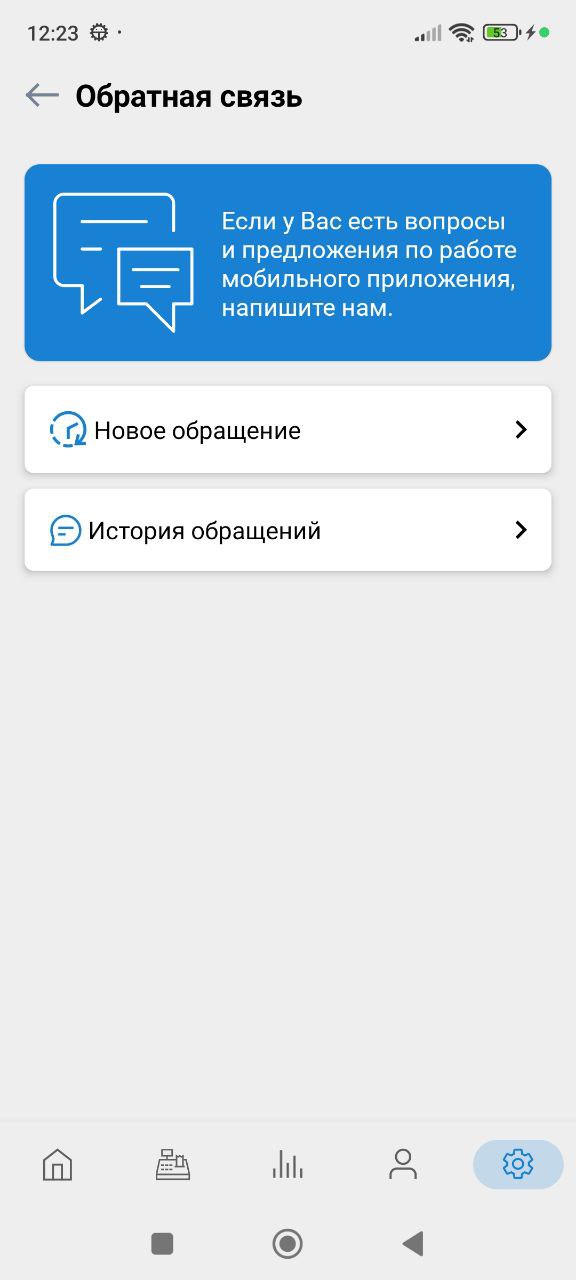 12:23
53
Обратная связь
Если у Вас есть вопросы
и предложения по работе
мобильного приложения,
напишите нам.
Новое обращение
История обращений